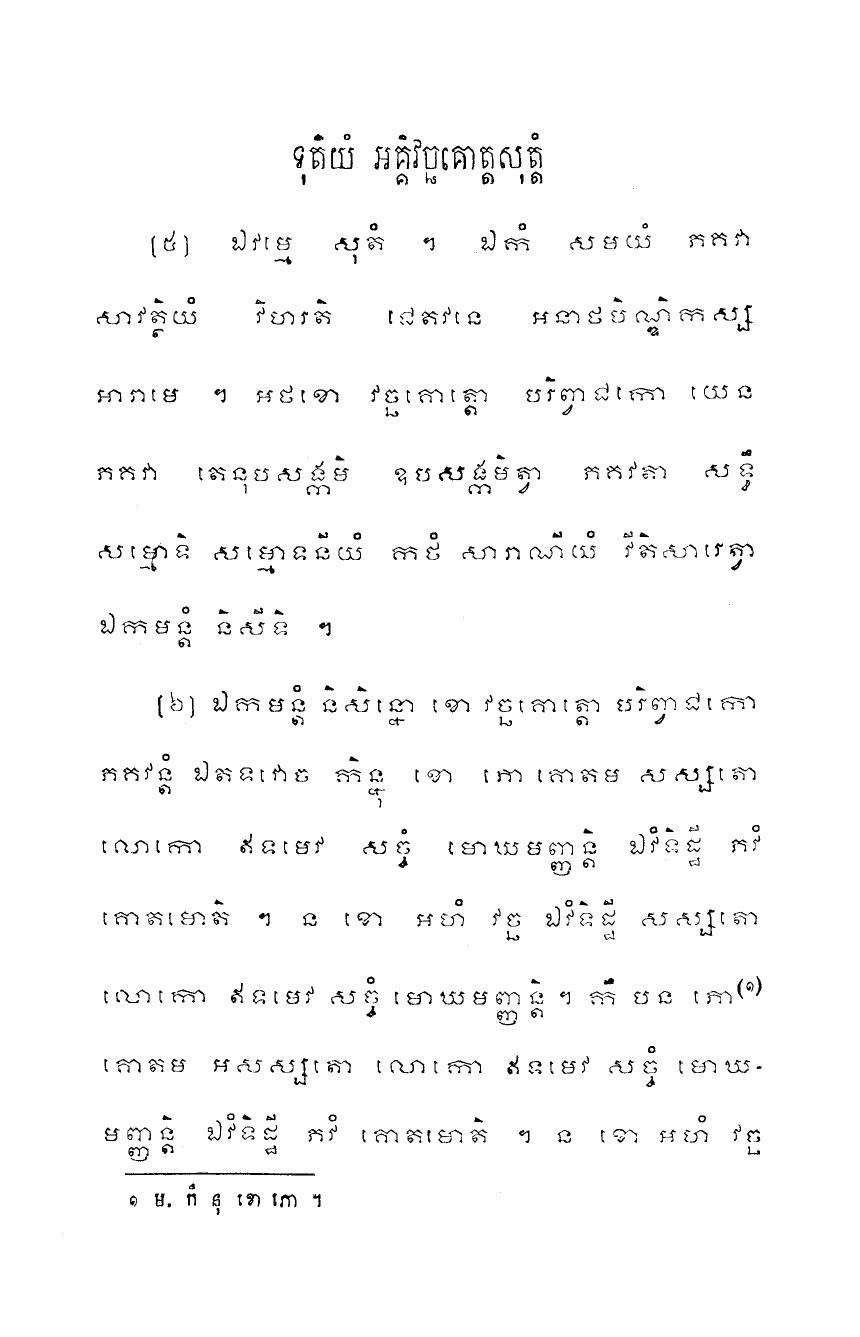 ទុតិយំ អគ្គិវច្ឆគោត្តសុត្តំ
[៥] ឯវម្មេ សុតំ ។ ឯកំ សមយំ ភគវា
សាវត្ថិយំ វិហរតិ ជេតវនេ អនាថបិណ្ឌិកស្ស
អារាមេ ។ អថខោ វច្ឆគោត្តោ បរិព្វាជកោ យេន
ភគវា តេនុបសង្កមិ ឧបសង្កមិត្វា ភគវតា សទ្ធឹ
សម្មោទិ សម្មោទនីយំ កថំ សារាណីយំ វីតិសារេត្វា
ឯកមន្តំ និសីទិ ។
[៦] ឯកមន្តំ និសិន្នោ ខោ វច្ឆគោត្តោ បរិព្វាជកោ
ភគវន្តំ ឯតទវោច កិន្នុ ខោ ភោ គោតម សស្សតោ
លោកោ ឥទមេវ សច្ចំ មោឃមញ្ញន្តិ ឯវំទិដ្ឋី ភវំ
គោតមោតិ ។ ន ខោ អហំ វច្ឆ ឯវំទិដ្ឋី សស្សតោ
លោកោ ឥទមេវ សច្ចំ មោឃមញ្ញន្តិ ។ កឹ បន ភោ(១)
គោតម អសស្សតោ លោកោ ឥទមេវ សច្ចំ មោឃ-
មញ្ញន្តិ ឯវំទិដ្ឋី ភវំ គោតមោតិ ។ ន ខោ អហំ វច្ឆ
១ ម. កឹ នុ ខោ ភោ ។